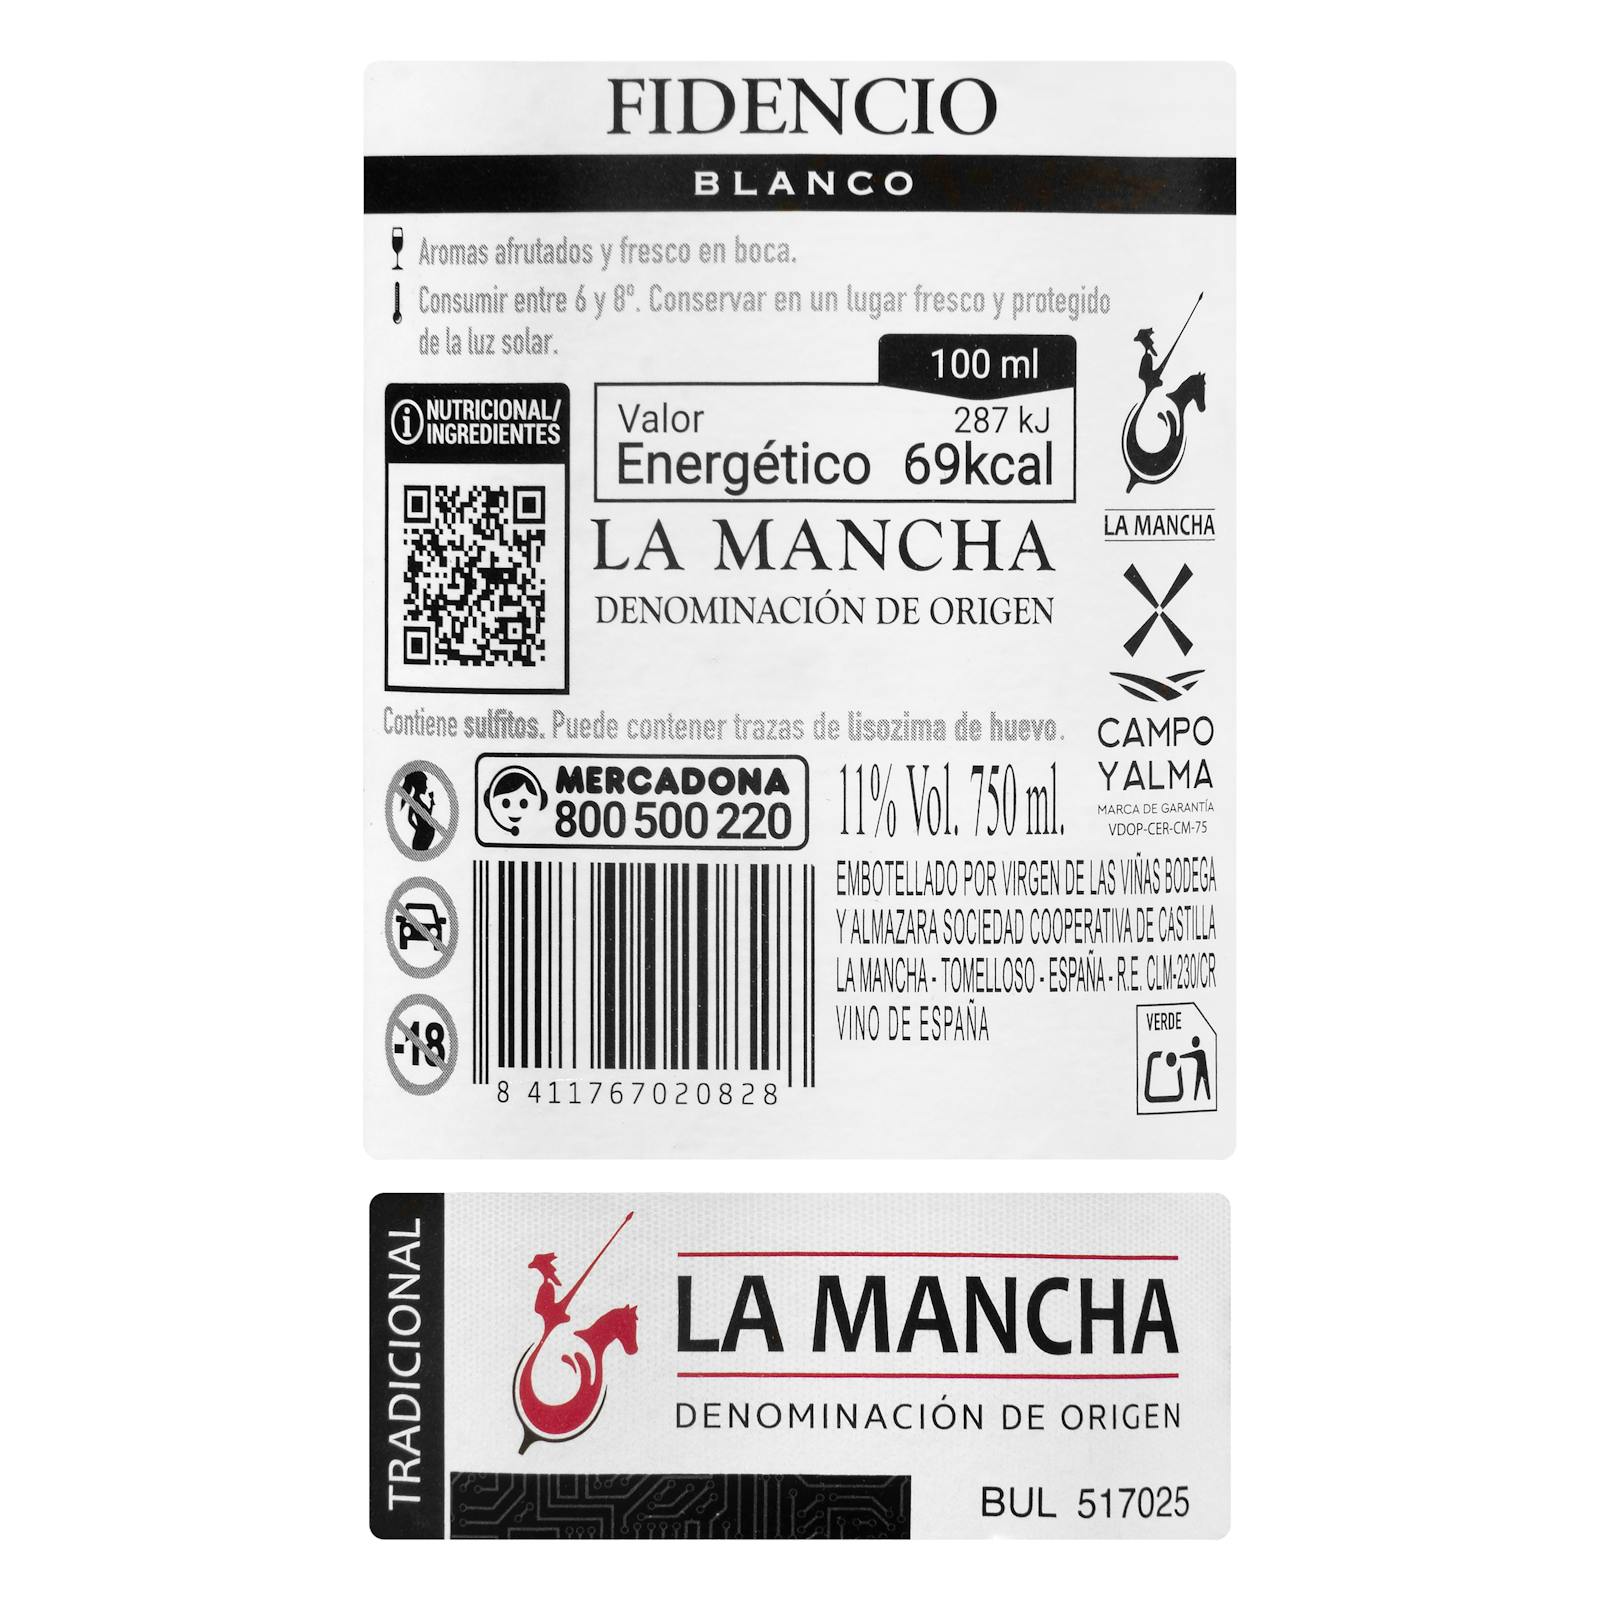 FIDENCIO
BLANCO
Aromas afrutados y fresco en boca.
Consumir entre 6 y 8º. Conservar en un lugar fresco y protegido
de la luz solar.
100 ml
NUTRICIONAL/
INGREDIENTES
Valor 287 kJ
Energético 69kcal
LA MANCHA
DENOMINACIÓN DE ORIGEN
LA MANCHA
CAMPO
Y ALMA
MARCA DE GARANTÍA
VDOP-CER-CM-75
Contiene sulfitos. Puede contener trazas de lisozima de huevo.
MERCADONA
800 500 220
11% Vol. 750 ml.
EMBOTELLADO POR VIRGEN DE LAS VIÑAS BODEGA
Y ALMAZARA SOCIEDAD COOPERATIVA DE CASTILLA
LA MANCHA - TOMELLOSO - ESPAÑA - R.E. CLM-230/CR
VINO DE ESPAÑA
VERDE
-18
8 411767020828
TRADICIONAL
LA MANCHA
DENOMINACIÓN DE ORIGEN
BUL 517025